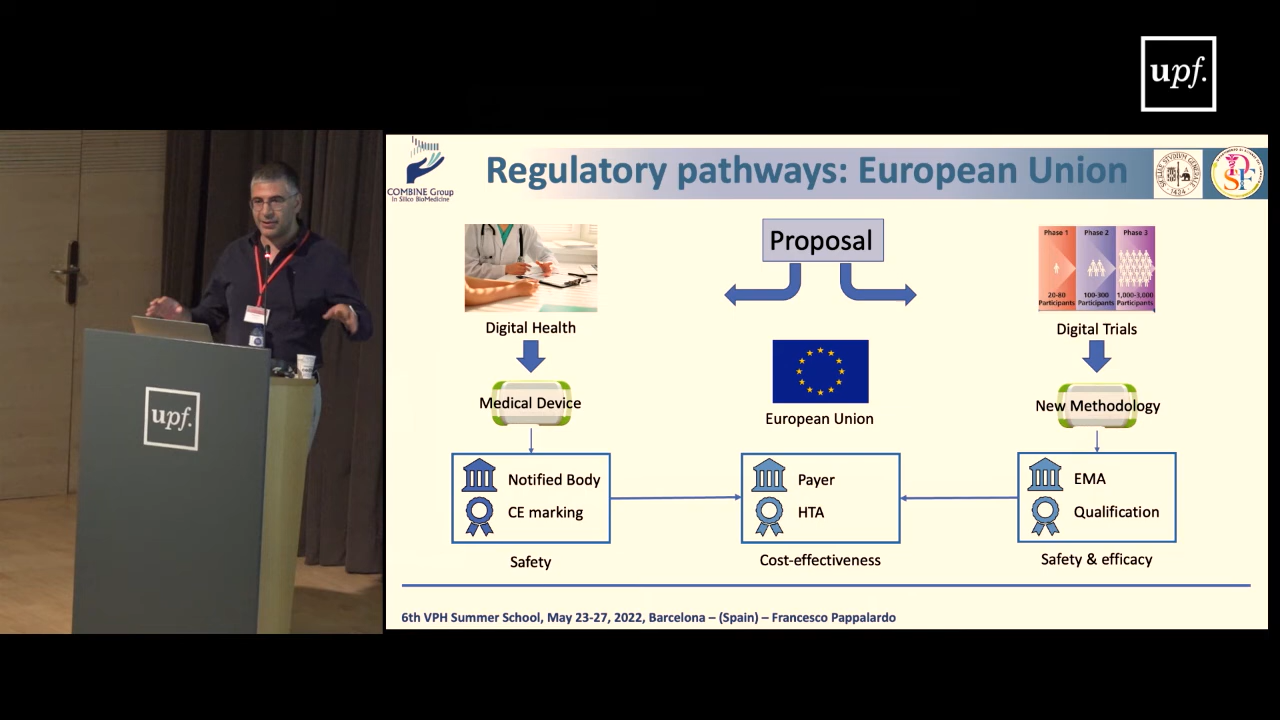 upf.
upf.
COMBINE Group
In Silico BioMedicine
Regulatory pathways: European Union
Proposal
Digital Health
Medical Device
Notified Body
CE marking
Safety
European Union
Payer
HTA
Cost-effectiveness
Phase 1
Phase 2
Phase 3
20-80
Participants
100-300
Participants
1,000-3,000
Participants
Digital Trials
New Methodology
EMA
Qualification
Safety & efficacy
6th VPH Summer School, May 23-27, 2022, Barcelona – (Spain) – Francesco Pappalardo